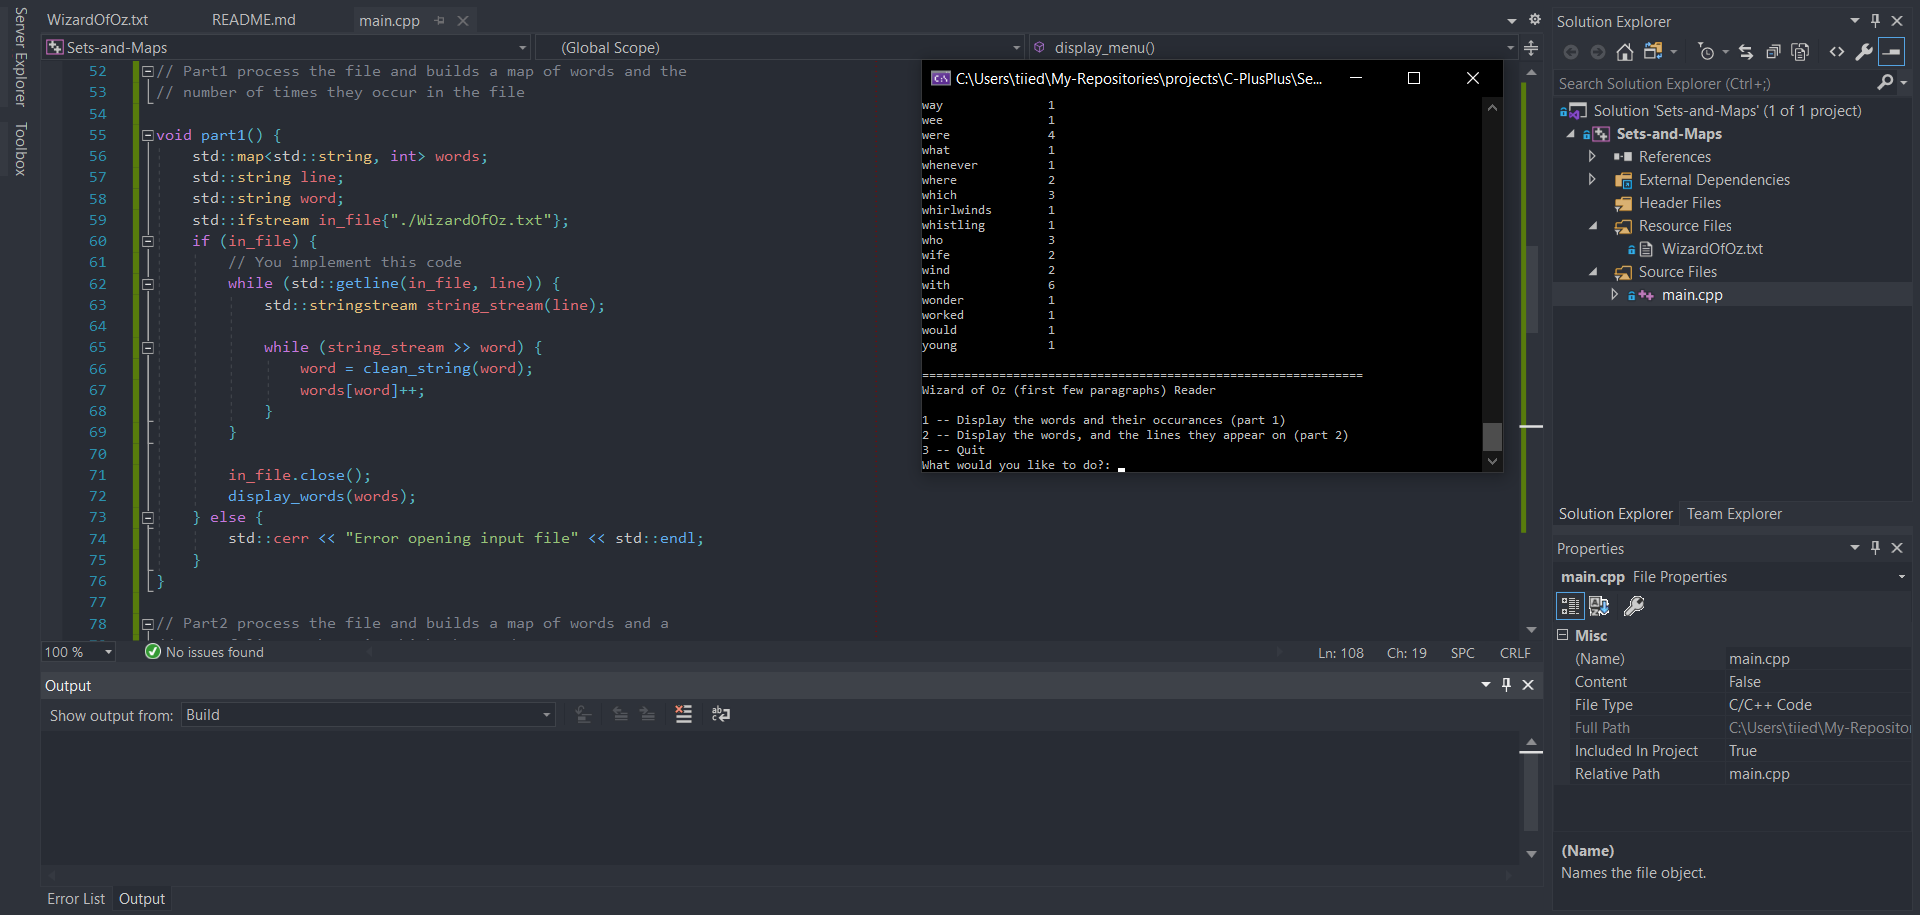 Server Explorer
Toolbox
WizardOfOz.txt
README.md
main.cpp
Sets-and-Maps
(Global Scope)
display_menu()
52 // Part1 process the file and builds a map of words and the
53 // number of times they occur in the file
54
55 void part1() {
56 std::map<std::string, int> words;
57 std::string line;
58 std::string word;
59 std::ifstream in_file{"./WizardOfOz.txt"};
60 if (in_file) {
61 // You implement this code
62 while (std::getline(in_file, line)) {
63 std::stringstream string_stream(line);
64
65 while (string_stream >> word) {
66 word = clean_string(word);
67 words[word]++;
68 }
69 }
70
71 in_file.close();
72 display_words(words);
73 } else {
74 std::cerr << "Error opening input file" << std::endl;
75 }
76 }
77
78 // Part2 process the file and builds a map of words and a
100 %
No issues found
Ln: 108
Ch: 19
SPC
CRLF
C:\Users\tiied\My-Repositories\projects\C-PlusPlus\Se...
way 1
wee 1
were 4
what 1
whenever 1
where 2
which 3
whirlwinds 1
whistling 1
who 3
wife 2
wind 2
with 6
wonder 1
worked 1
would 1
young 1
===============================================================
Wizard of Oz (first few paragraphs) Reader
1 -- Display the words and their occurances (part 1)
2 -- Display the words, and the lines they appear on (part 2)
3 -- Quit
What would you like to do?:
Output
Show output from:
Build
Error List
Output
Solution Explorer
Search Solution Explorer (Ctrl+;)
Solution 'Sets-and-Maps' (1 of 1 project)
Sets-and-Maps
References
External Dependencies
Header Files
Resource Files
WizardOfOz.txt
Source Files
main.cpp
Solution Explorer
Team Explorer
Properties
main.cpp File Properties
Misc
(Name) main.cpp
Content False
File Type C/C++ Code
Full Path C:\Users\tiied\My-Reposito
Included In Project True
Relative Path main.cpp
(Name)
Names the file object.